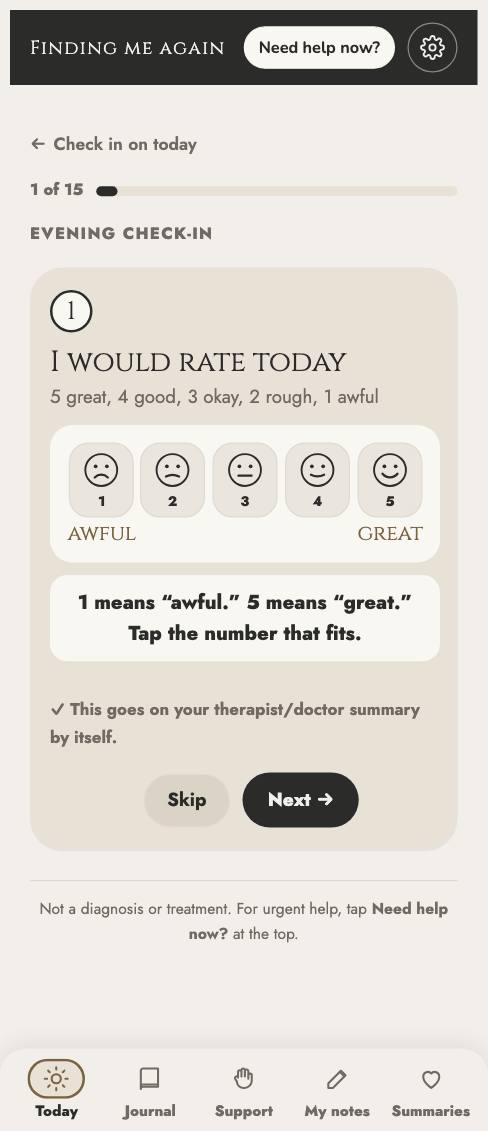 Finding me again
Need help now?
← Check in on today
1 of 15
EVENING CHECK-IN
1
I would rate today
5 great, 4 good, 3 okay, 2 rough, 1 awful
1 2 3 4 5
AWFUL GREAT
1 means “awful.” 5 means “great.”
Tap the number that fits.
✓ This goes on your therapist/doctor summary
by itself.
Skip Next →
Not a diagnosis or treatment. For urgent help, tap Need help
now? at the top.
Today Journal Support My notes Summaries